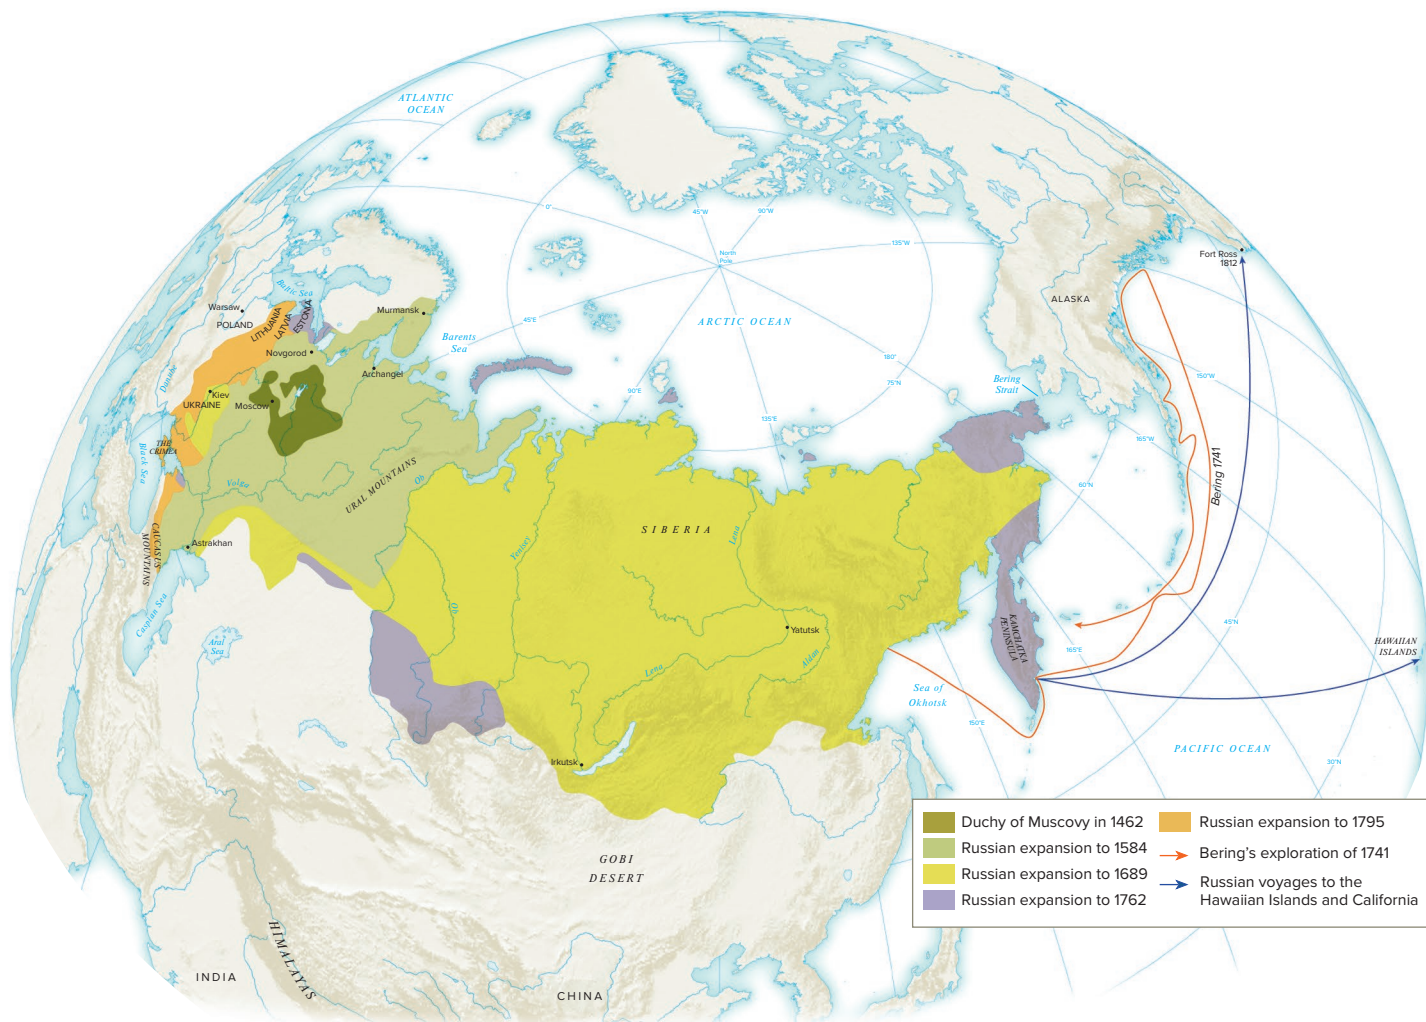 ATLANTIC
OCEAN
0°
45°W
90°W
135°W
North
Pole
Fort Ross
1812
ALASKA
Baltic Sea
Warsaw
POLAND
LITHUANIA
LATVIA
ESTONIA
Murmansk
45°E
ARCTIC OCEAN
Barents
Sea
Novgorod
Archangel
180°
75°N
Bering
Strait
150°W
Danube
Kiev
UKRAINE
Moscow
90°E
135°E
165°W
THE
CRIMEA
Black Sea
Volga
URAL MOUNTAINS
Ob
60°N
Bering 1741
CAUCASUS
MOUNTAINS
Astrakhan
Yenisey
SIBERIA
Lena
Caspian Sea
Aral
Sea
Ob
Yatutsk
Lena
Aldan
KAMCHATKA
PENINSULA
165°E
45°N
HAWAIIAN
ISLANDS
Sea of
Okhotsk
150°E
PACIFIC OCEAN
30°N
Irkutsk
GOBI
DESERT
HIMALAYAS
INDIA
CHINA
Duchy of Muscovy in 1462
Russian expansion to 1584
Russian expansion to 1689
Russian expansion to 1762
Russian expansion to 1795
Bering's exploration of 1741
Russian voyages to the
Hawaiian Islands and California